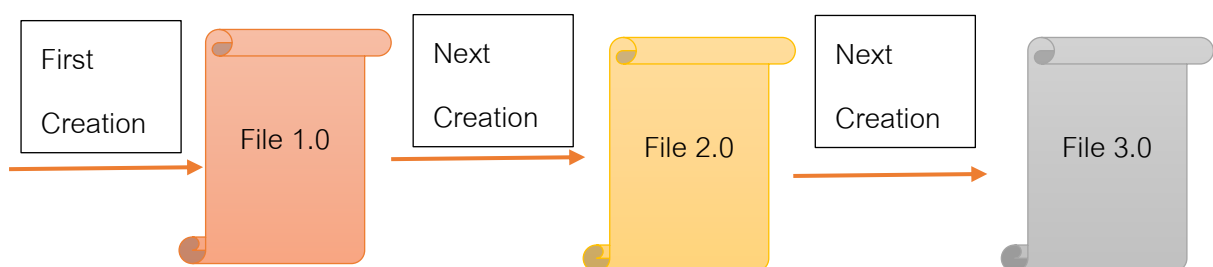 First
Creation
File 1.0
Next
Creation
File 2.0
Next
Creation
File 3.0